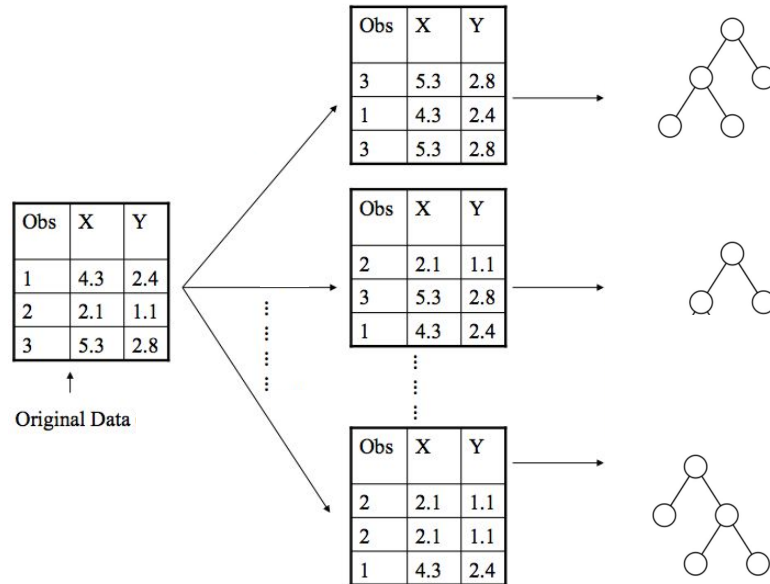 Obs X Y
3 5.3 2.8
1 4.3 2.4
3 5.3 2.8
Obs X Y
1 4.3 2.4
2 2.1 1.1
3 5.3 2.8
Original Data
Obs X Y
2 2.1 1.1
3 5.3 2.8
1 4.3 2.4
Obs X Y
2 2.1 1.1
2 2.1 1.1
1 4.3 2.4